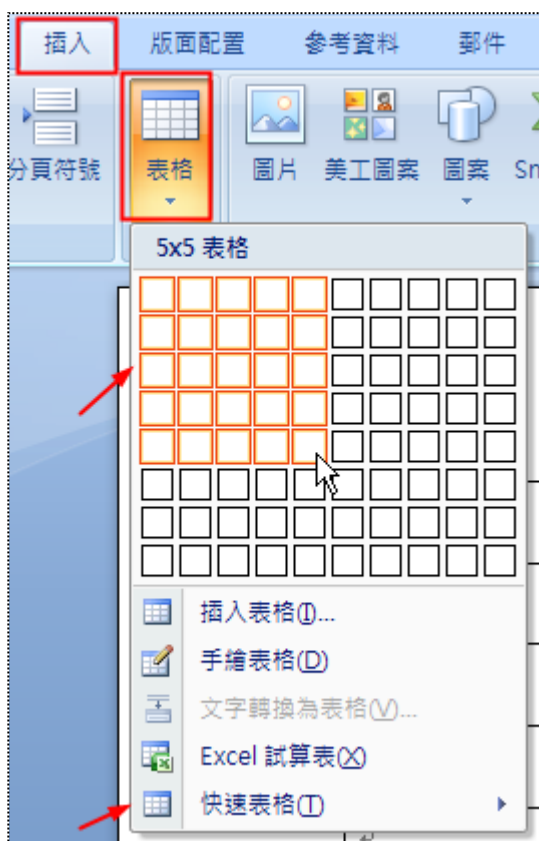 插入 版面配置 參考資料 郵件
分頁符號 表格 圖片 美工圖案 圖案 Sm
5x5 表格
插入表格(I)...
手繪表格(D)
文字轉換為表格(V)...
Excel 試算表(X)
快速表格(T)